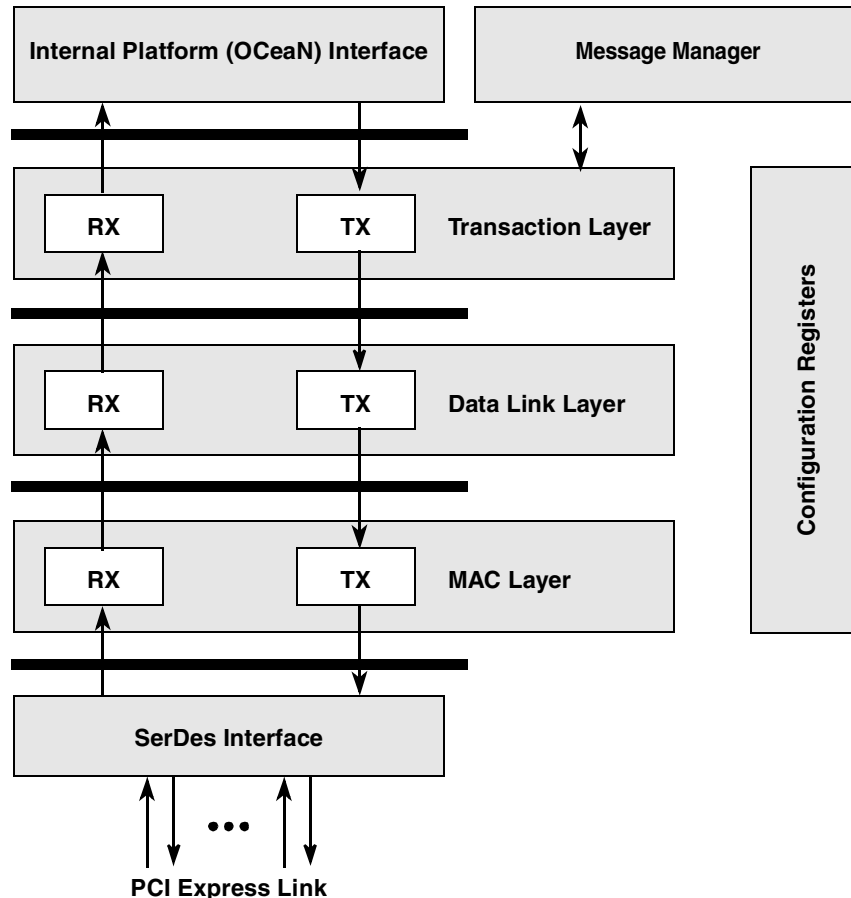 Internal Platform (OCeaN) Interface
Message Manager
RX
TX
Transaction Layer
RX
TX
Data Link Layer
RX
TX
MAC Layer
Configuration Registers
SerDes Interface
PCI Express Link